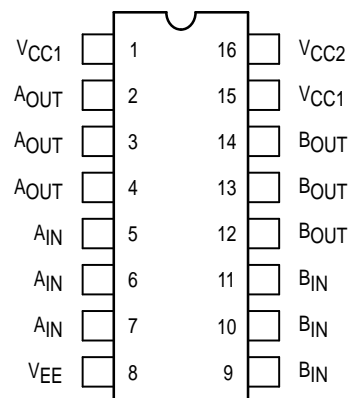 VCC1 1 16 VCC2
AOUT 2 15 VCC1
AOUT 3 14 BOUT
AOUT 4 13 BOUT
AIN 5 12 BOUT
AIN 6 11 BIN
AIN 7 10 BIN
VEE 8 9 BIN